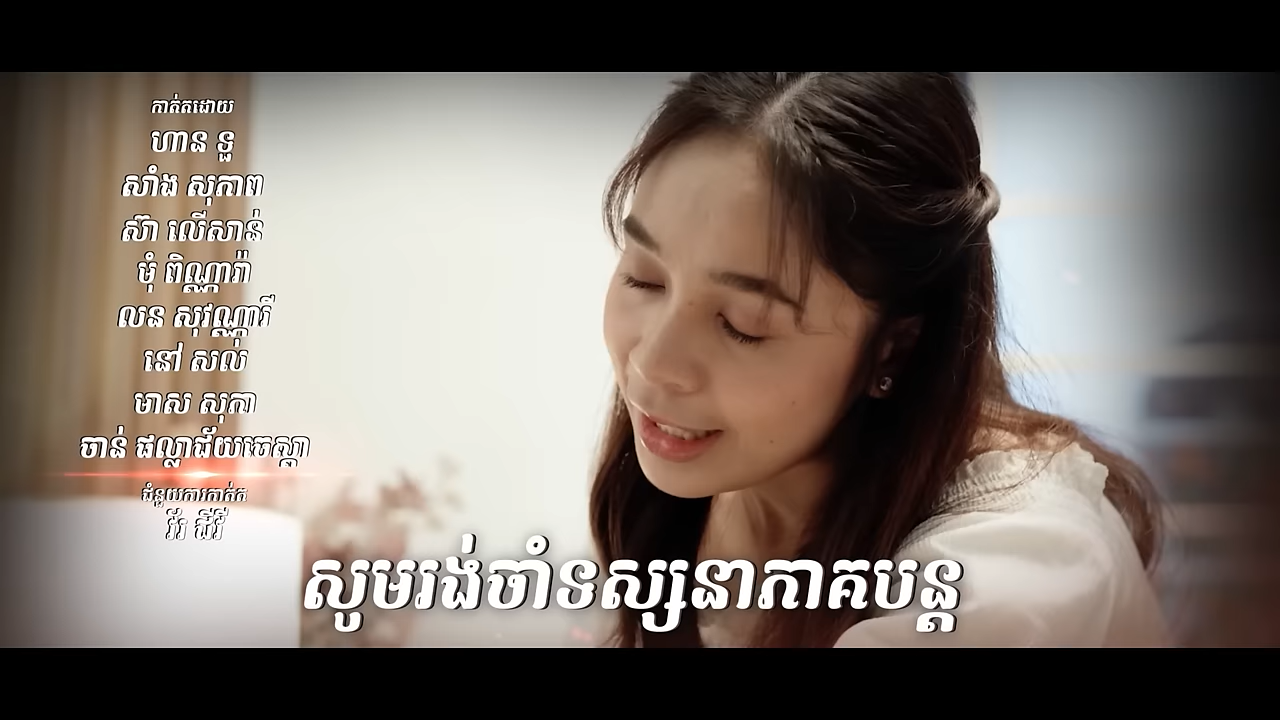 កាត់តដោយ
ហាន ទួ
សាំង សុភាព
ស៊ា លើសាន់
មុំ ពិណ្ណារ៉ា
លន សុវណ្ណារី
នៅ សល់
មាស សុភា
ចាន់ ផល្លាជ័យចេស្តា
ជំនួយការកាត់ត
សូមរង់ចាំទស្សនាភាគបន្ត